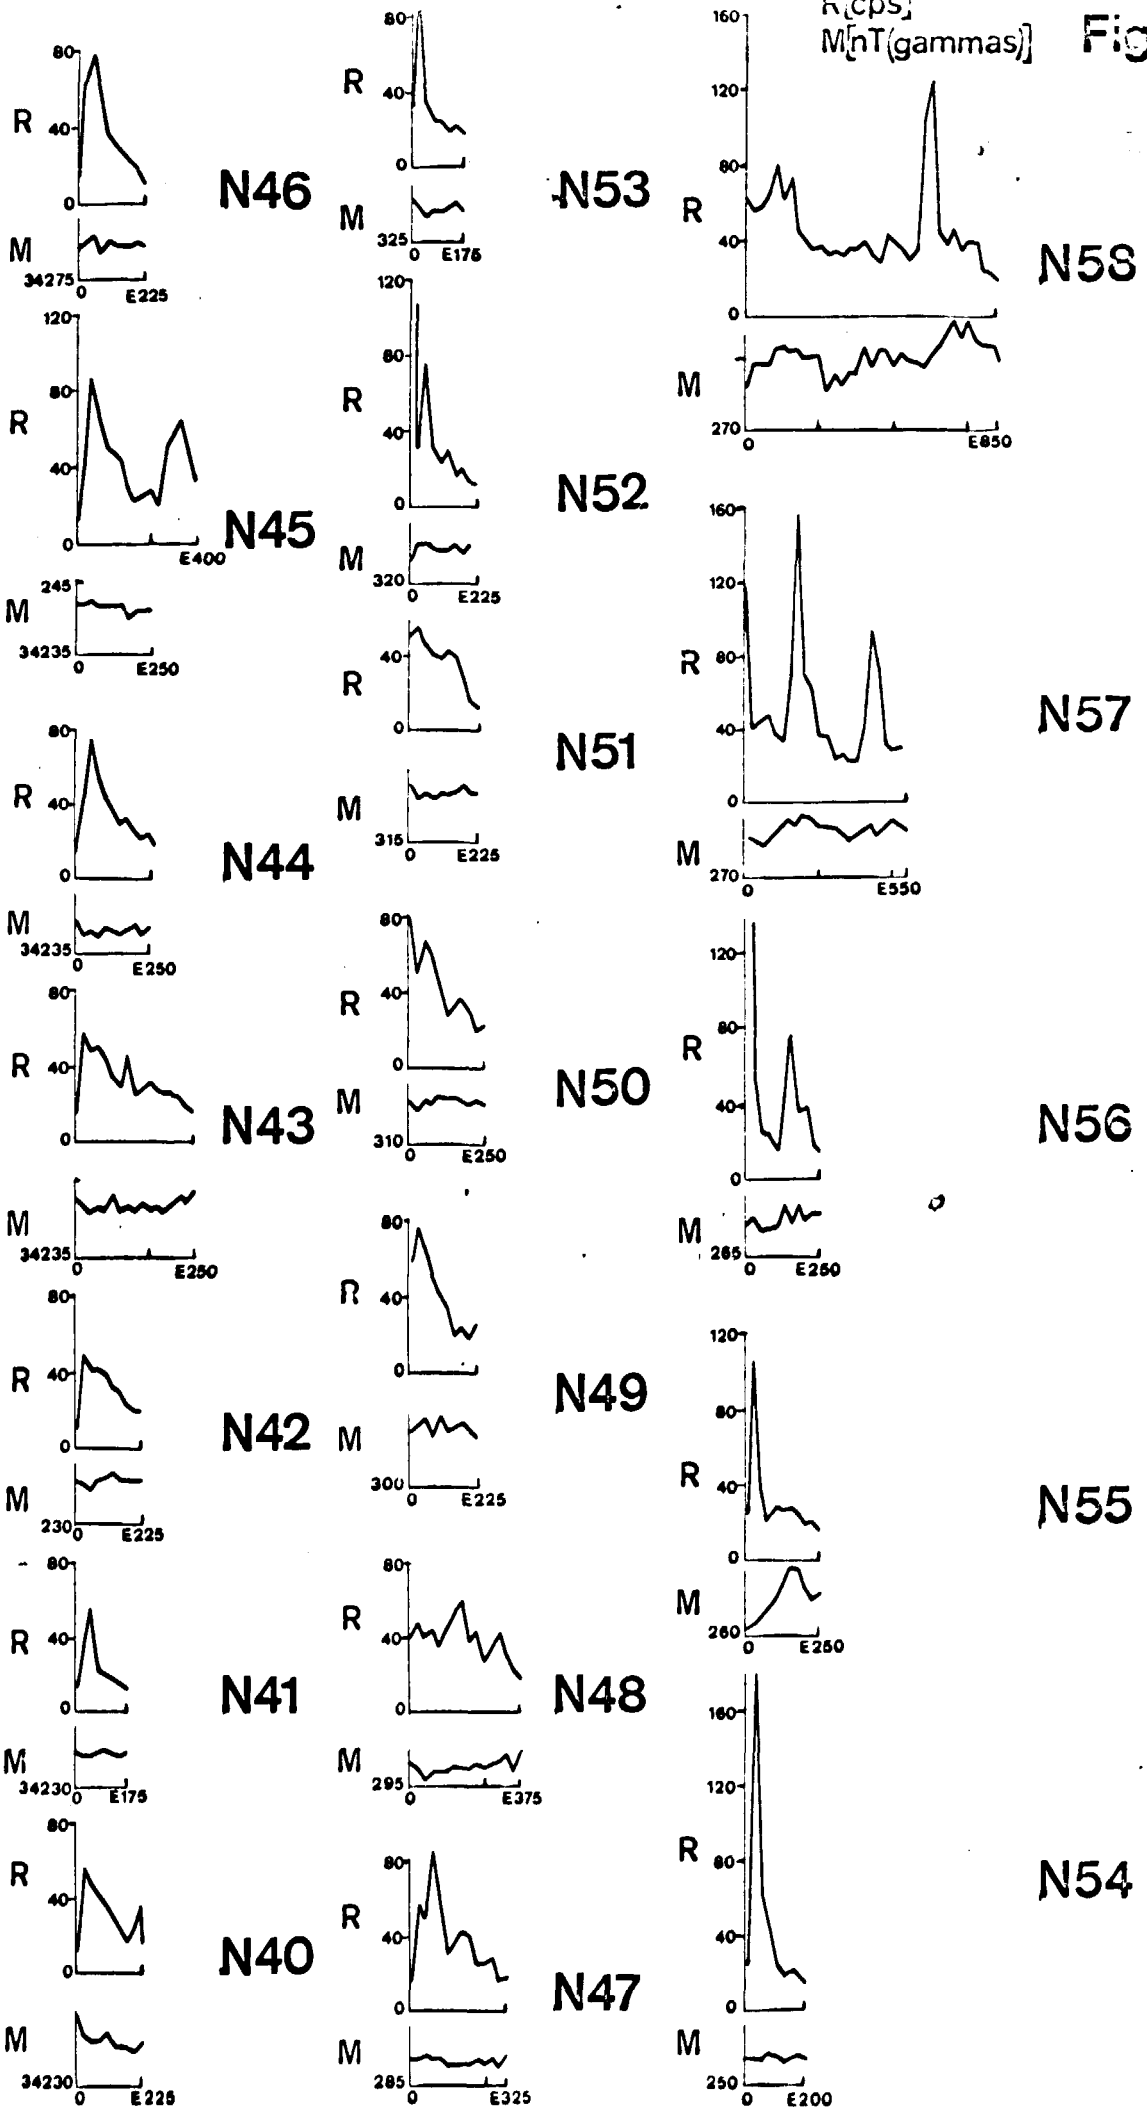 R[cps]
M[nT(gammas)]
Fig
80
R
40
0
M
34275
0 E225
N46
120
80
R
40
0
E400
N45
245
M
34235
0 E250
80
R
40
0
N44
M
34235
0 E250
80
R
40
0
N43
M
34235
0 E250
80
R
40
0
N42
M
230
0 E225
80
R
40
0
N41
M
34230
0 E175
80
R
40
0
N40
M
34230
0 E225
80
R
40
0
N53
M
325
0 E175
120
80
R
40
0
N52
M
320
0 E225
40
R
0
N51
M
315
0 E225
80
R
40
0
N50
M
310
0 E250
80
R
40
0
N49
M
300
0 E225
80
R
40
0
N48
M
295
0 E375
80
R
40
0
N47
M
285
0 E325
160
120
80
R
40
0
N58
M
270
0 E850
160
120
80
R
40
0
N57
M
270
0 E550
120
80
R
40
0
N56
M
265
0 E250
120
80
R
40
0
N55
M
260
0 E250
160
120
R
80
40
0
N54
M
250
0 E200